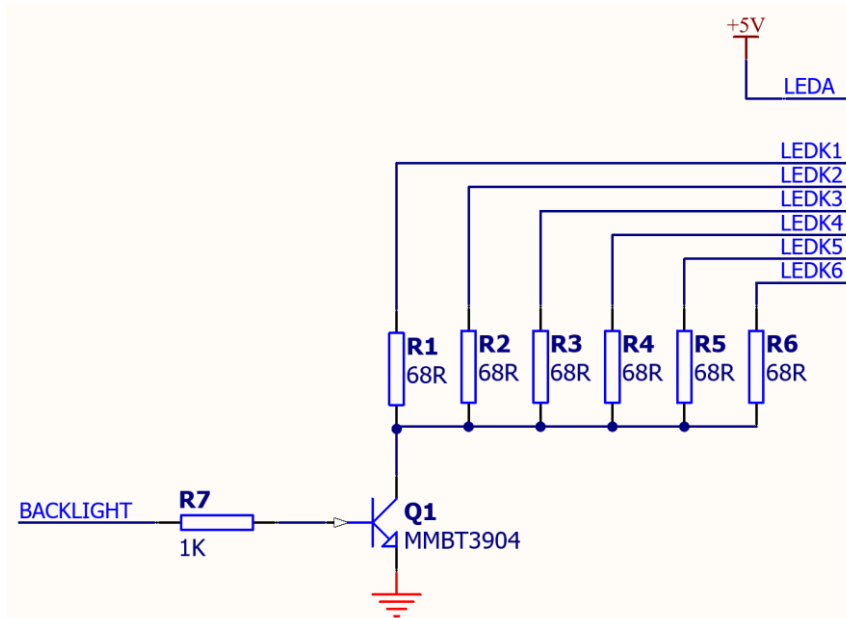 +5V
LEDA
LEDK1
LEDK2
LEDK3
LEDK4
LEDK5
LEDK6
R1
68R
R2
68R
R3
68R
R4
68R
R5
68R
R6
68R
BACKLIGHT
R7
1K
Q1
MMBT3904